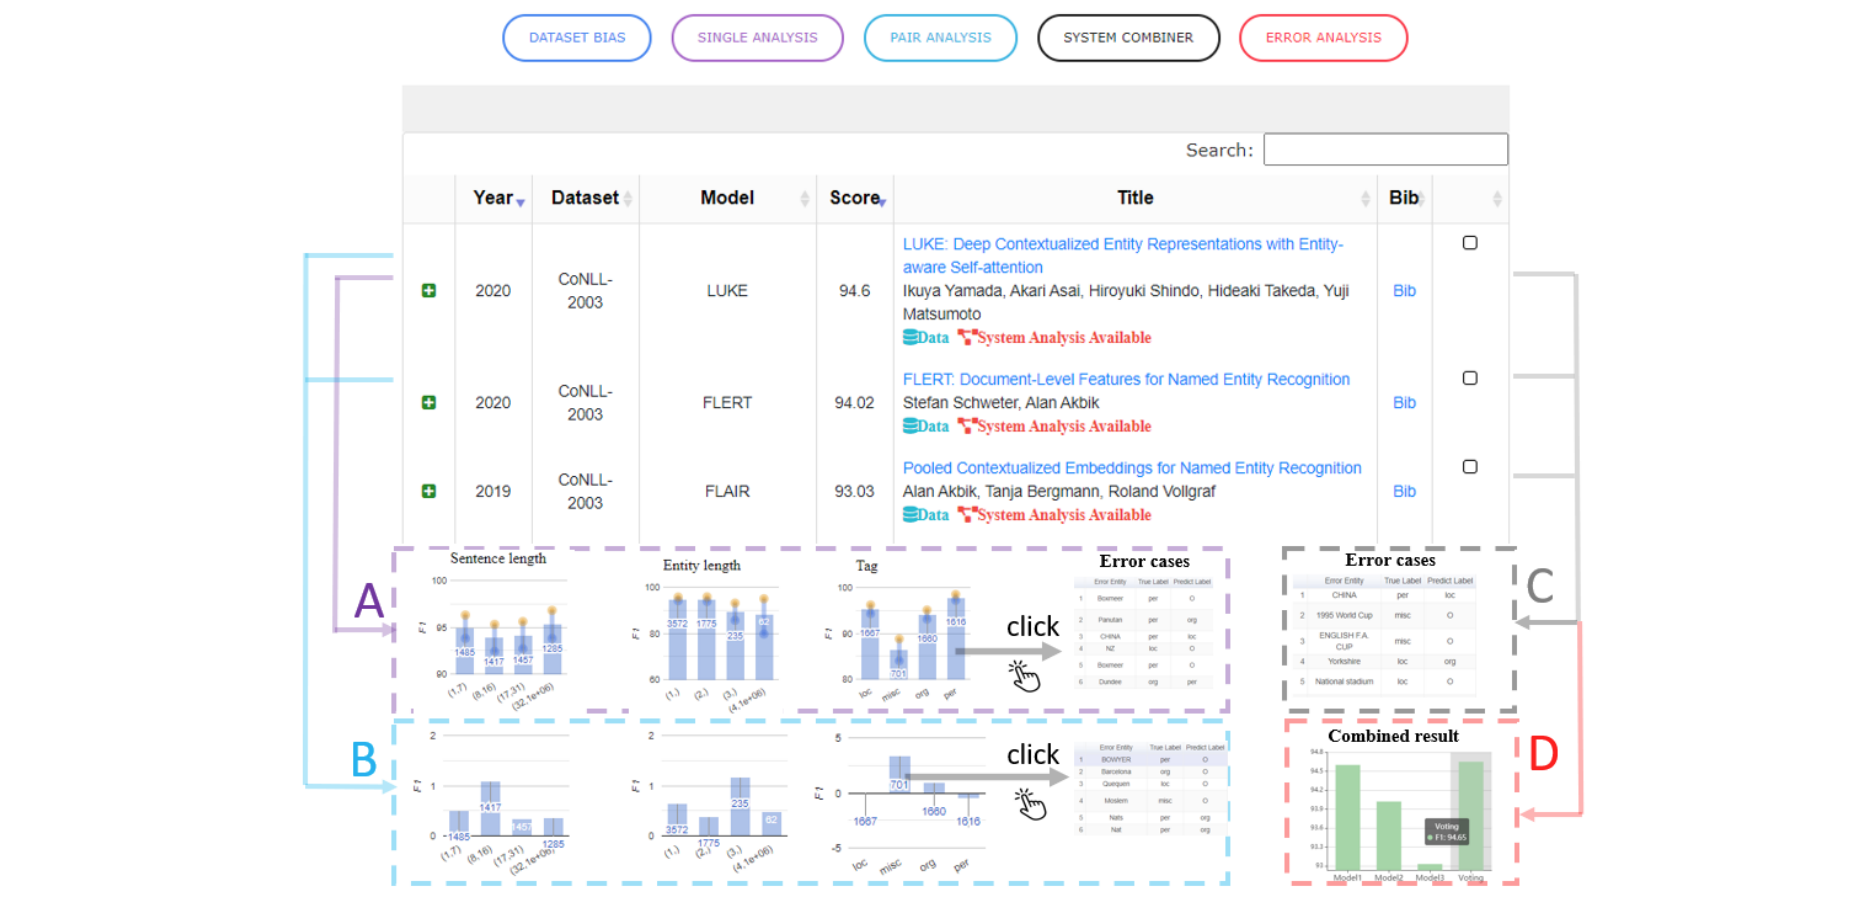 DATASET BIAS SINGLE ANALYSIS PAIR ANALYSIS SYSTEM COMBINER ERROR ANALYSIS
Search:
Year Dataset Model Score Title Bib
LUKE: Deep Contextualized Entity Representations with Entity-
aware Self-attention
2020 CoNLL-
2003 LUKE 94.6 Ikuya Yamada, Akari Asai, Hiroyuki Shindo, Hideaki Takeda, Yuji
Matsumoto Bib
Data System Analysis Available
FLERT: Document-Level Features for Named Entity Recognition
2020 CoNLL-
2003 FLERT 94.02 Stefan Schweter, Alan Akbik Bib
Data System Analysis Available
Pooled Contextualized Embeddings for Named Entity Recognition
2019 CoNLL-
2003 FLAIR 93.03 Alan Akbik, Tanja Bergmann, Roland Vollgraf Bib
Data System Analysis Available
A
Sentence length
100
95
90
F1
1485 1417 1457 1285
(1,7) (8,16) (17,31) (32,1e+06)
Entity length
100
80
60
F1
3572 1775 235 62
(1,) (2,) (3,) (4,1e+06)
Tag
100
90
80
F1
1667 701 1660 1616
loc misc org per
click
Error cases
Error Entity True Label Predict Label
1 Boxmeer per O
2 Panutan per org
3 CHINA per loc
4 NZ loc O
5 Boxmeer per O
6 Dundee org per
C
Error cases
Error Entity True Label Predict Label
1 CHINA per loc
2 1995 World Cup misc O
3 ENGLISH F.A.
CUP misc O
4 Yorkshire loc org
5 National stadium loc O
B
2
1
0
F1
1485 1417 1457 1285
(1,7) (8,16) (17,31) (32,1e+06)
2
1
0
F1
3572 1775 235 62
(1,) (2,) (3,) (4,1e+06)
5
0
-5
F1
1667 701 1660 1616
loc misc org per
click
Error Entity True Label Predict Label
1 BOWYER per O
2 Barcelona org O
3 Quequen loc O
4 Moslem misc O
5 Nats per org
6 Nat per org
D
Combined result
94.8
94.5
94.2
93.9
93.6
93.3
93
Voting
F1: 94.65
Model1 Model2 Model3 Voting